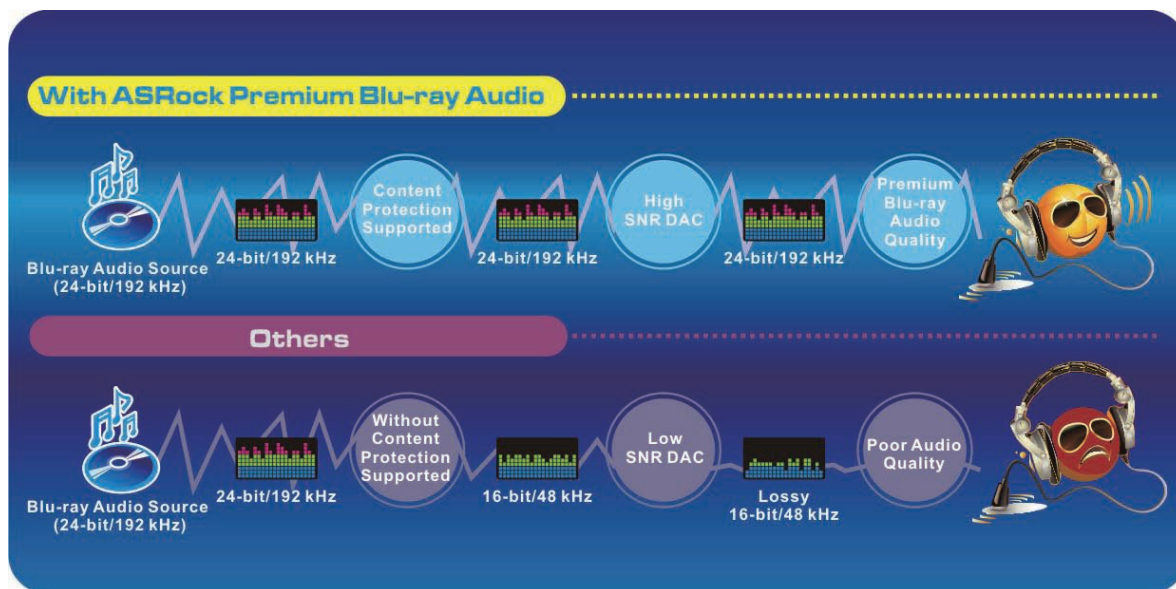 With ASRock Premium Blu-ray Audio
Blu-ray Audio Source
(24-bit/192 kHz)
24-bit/192 kHz
Content
Protection
Supported
24-bit/192 kHz
High
SNR DAC
24-bit/192 kHz
Premium
Blu-ray
Audio
Quality
Others
Blu-ray Audio Source
(24-bit/192 kHz)
24-bit/192 kHz
Without
Content
Protection
Supported
16-bit/48 kHz
Low
SNR DAC
Lossy
16-bit/48 kHz
Poor Audio
Quality